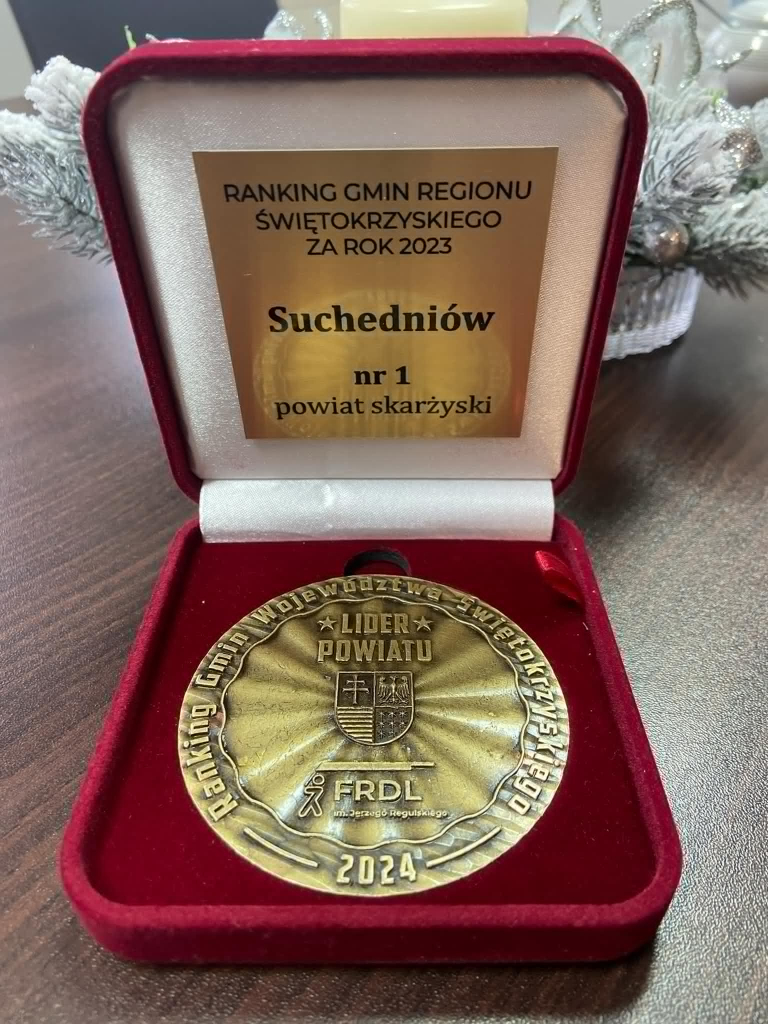 RANKING GMIN REGIONU
ŚWIĘTOKRZYSKIEGO
ZA ROK 2023
Suchedniów
nr 1
powiat skarżyski
Ranking Gmin Województwa Świętokrzyskiego
LIDER
POWIATU
FRDL
im. Jerzego Regulskiego
2024